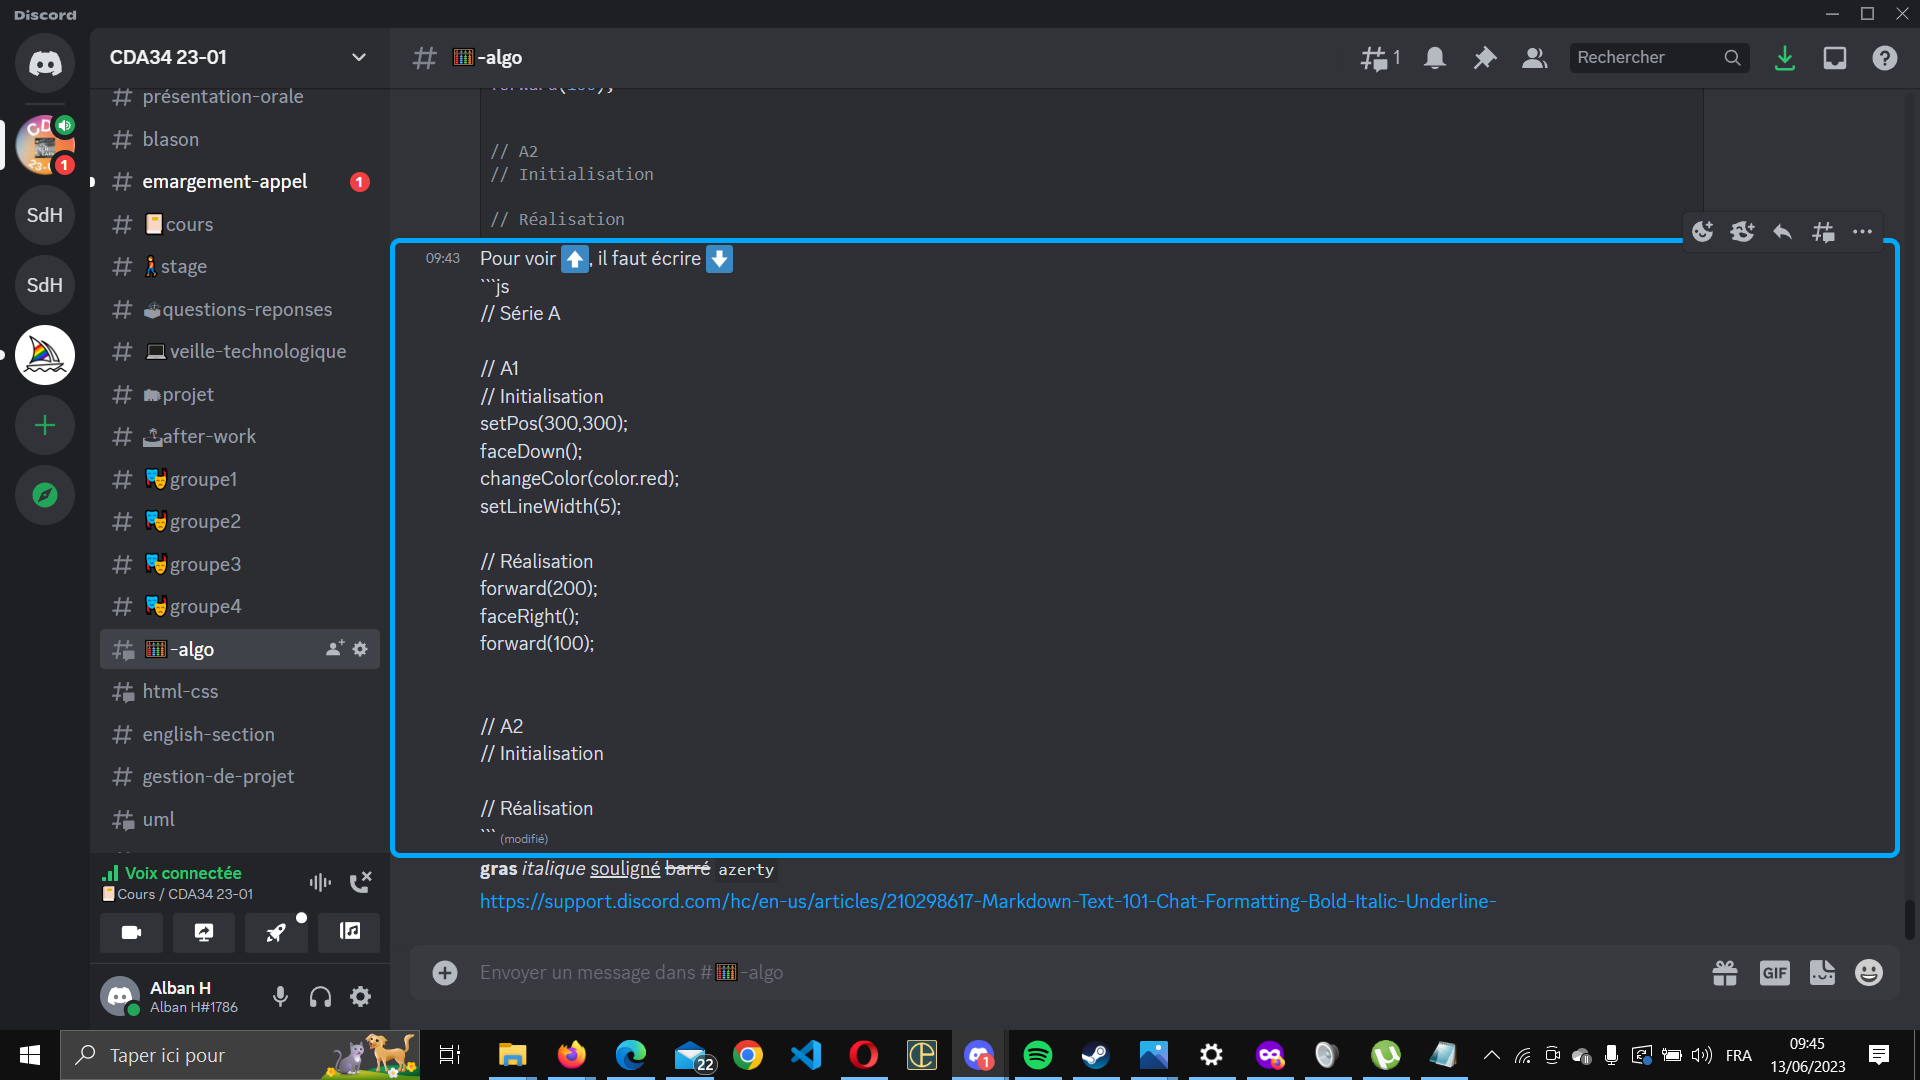 Discord
CDA34 23-01
présentation-orale
blason
emargement-appel 1
cours
stage
questions-reponses
veille-technologique
projet
after-work
groupe1
groupe2
groupe3
groupe4
-algo
html-css
english-section
gestion-de-projet
uml
1
SdH
SdH
Voix connectée
Cours / CDA34 23-01
Alban H
Alban H#1786
-algo
1
Rechercher
// A2
// Initialisation
// Réalisation
09:43 Pour voir ⬆, il faut écrire ⬇
```js
// Série A
// A1
// Initialisation
setPos(300,300);
faceDown();
changeColor(color.red);
setLineWidth(5);
// Réalisation
forward(200);
faceRight();
forward(100);
// A2
// Initialisation
// Réalisation
``` (modifié)
gras italique souligné barré azerty
https://support.discord.com/hc/en-us/articles/210298617-Markdown-Text-101-Chat-Formatting-Bold-Italic-Underline-
Envoyer un message dans #-algo
GIF
Taper ici pour
22
1
FRA
09:45
13/06/2023